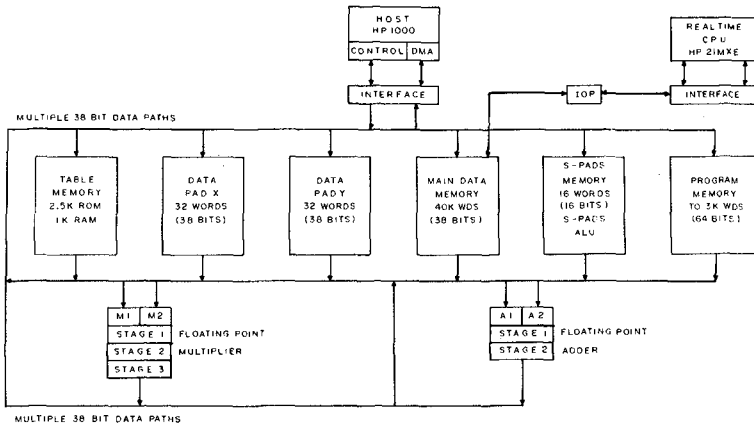 HOST
HP1000
CONTROL DMA
INTERFACE
REALTIME
CPU
HP 21MXE
IOP
INTERFACE
MULTIPLE 38 BIT DATA PATHS
TABLE
MEMORY
2.5K ROM
1K RAM
DATA
PAD X
32 WORDS
(38 BITS)
DATA
PAD Y
32 WORDS
(38 BITS)
MAIN DATA
MEMORY
40K WDS
(38 BITS)
S-PADS
MEMORY
16 WORDS
(16 BITS)
S-PADS
ALU
PROGRAM
MEMORY
TO 3K WDS
(64 BITS)
M1 M2
STAGE 1 FLOATING POINT
STAGE 2 MULTIPLIER
STAGE 3
A1 A2
STAGE 1 FLOATING POINT
STAGE 2 ADDER
MULTIPLE 38 BIT DATA PATHS